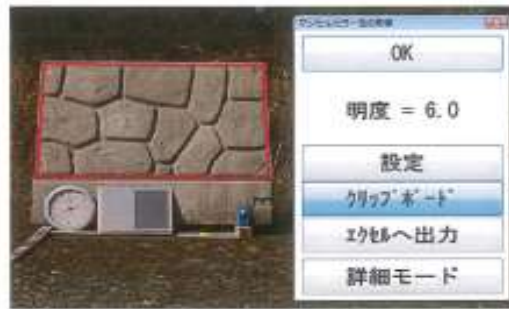 OK
明度 = 6.0
設定
クリップボード
エクセルへ出力
詳細モード